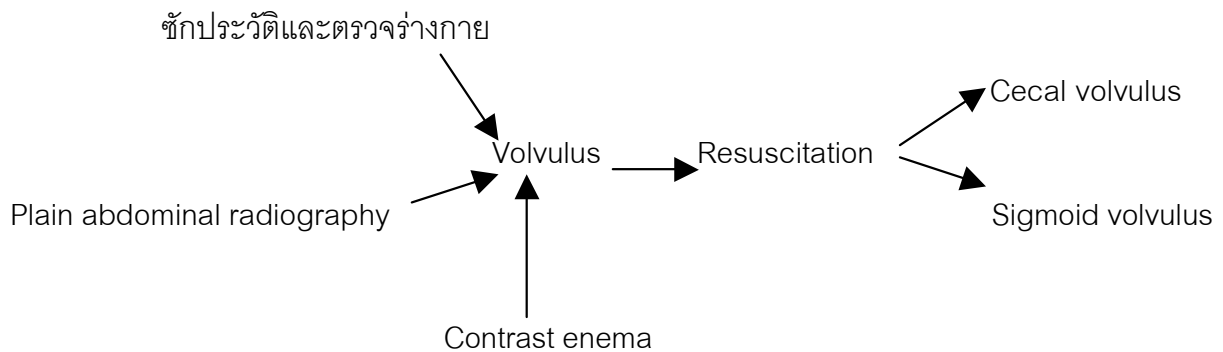 ซักประวัติและตรวจร่างกาย
Cecal volvulus
Volvulus
Resuscitation
Plain abdominal radiography
Sigmoid volvulus
Contrast enema